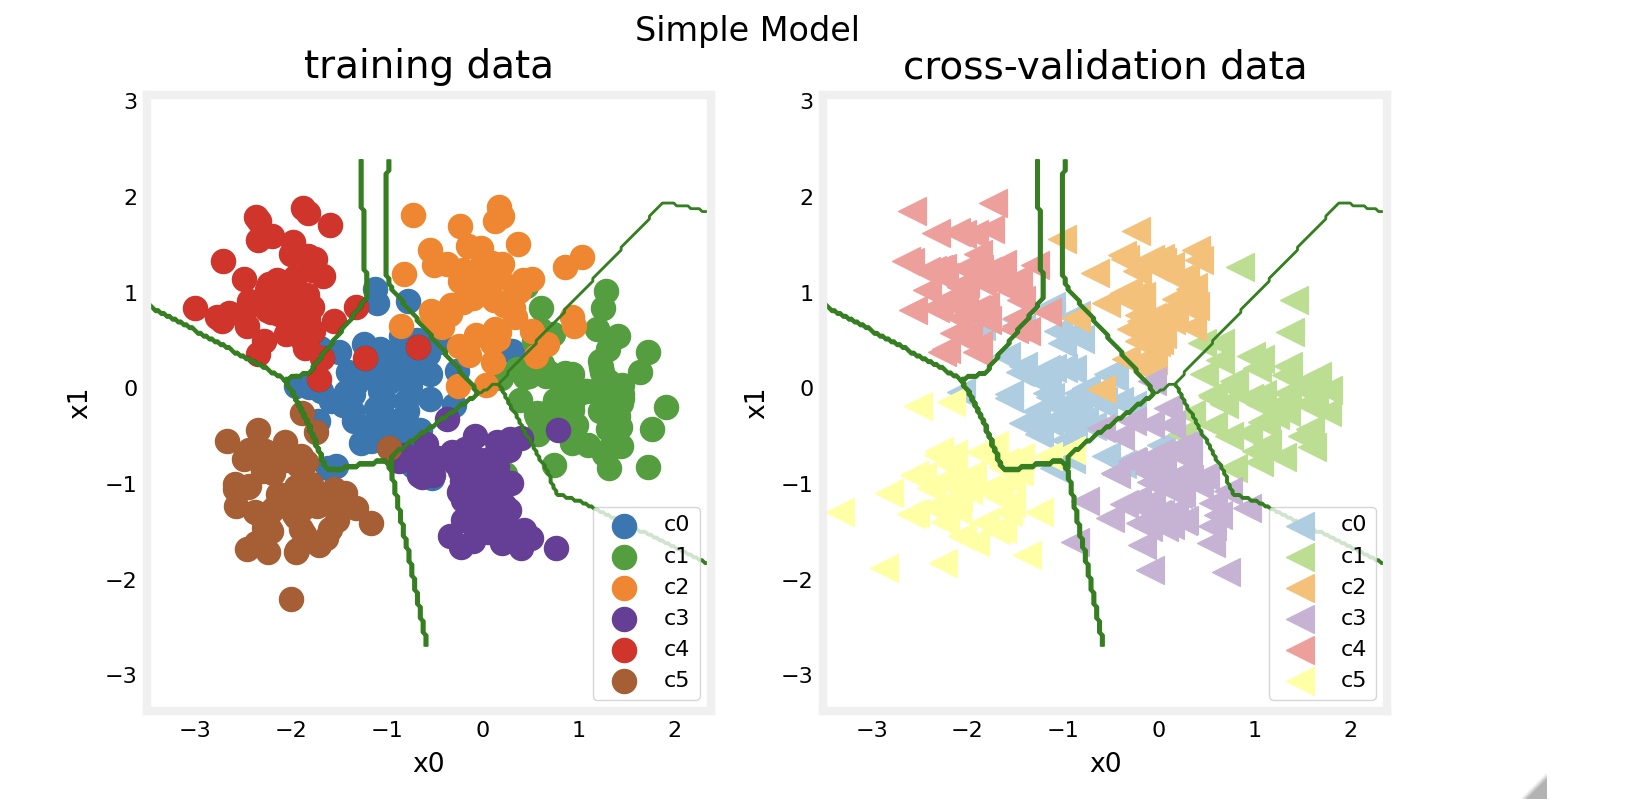 Simple Model
training data
3
2
1
0
−1
−2
−3
x1
−3 −2 −1 0 1 2
x0
c0
c1
c2
c3
c4
c5
cross-validation data
3
2
1
0
−1
−2
−3
x1
−3 −2 −1 0 1 2
x0
c0
c1
c2
c3
c4
c5